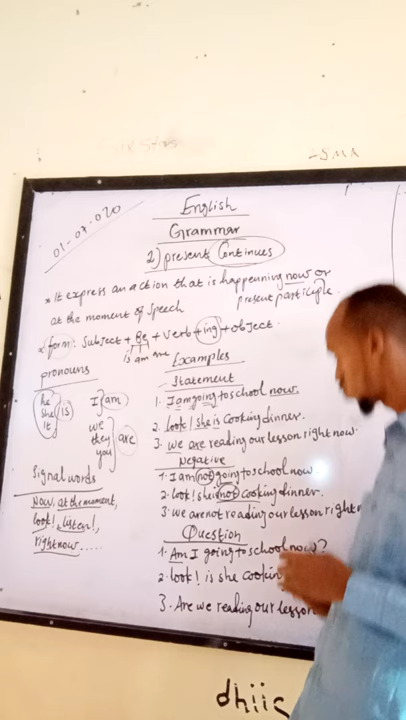 01-07-020
English
Grammar
2) present Continues
* It express an action that is happenning now or
at the moment of speech
present participle.
* form: Subject + Be + verb + ing + object.
is am are
pronouns
he
she
It
is
I am
we
they
you
are
Signal words
Now, at the moment,
look!, listen!,
right now.....
Examples
Statement
1. I am going to school now.
2. look! she is cooking dinner.
3. we are reading our lesson right now.
Negative
1. I am not going to school now.
2. look! she is not cooking dinner.
3. we are not reading our lesson right
Question
1. Am I going to school now?
2. look! is she
3. Are we reading our lesson
dhiic